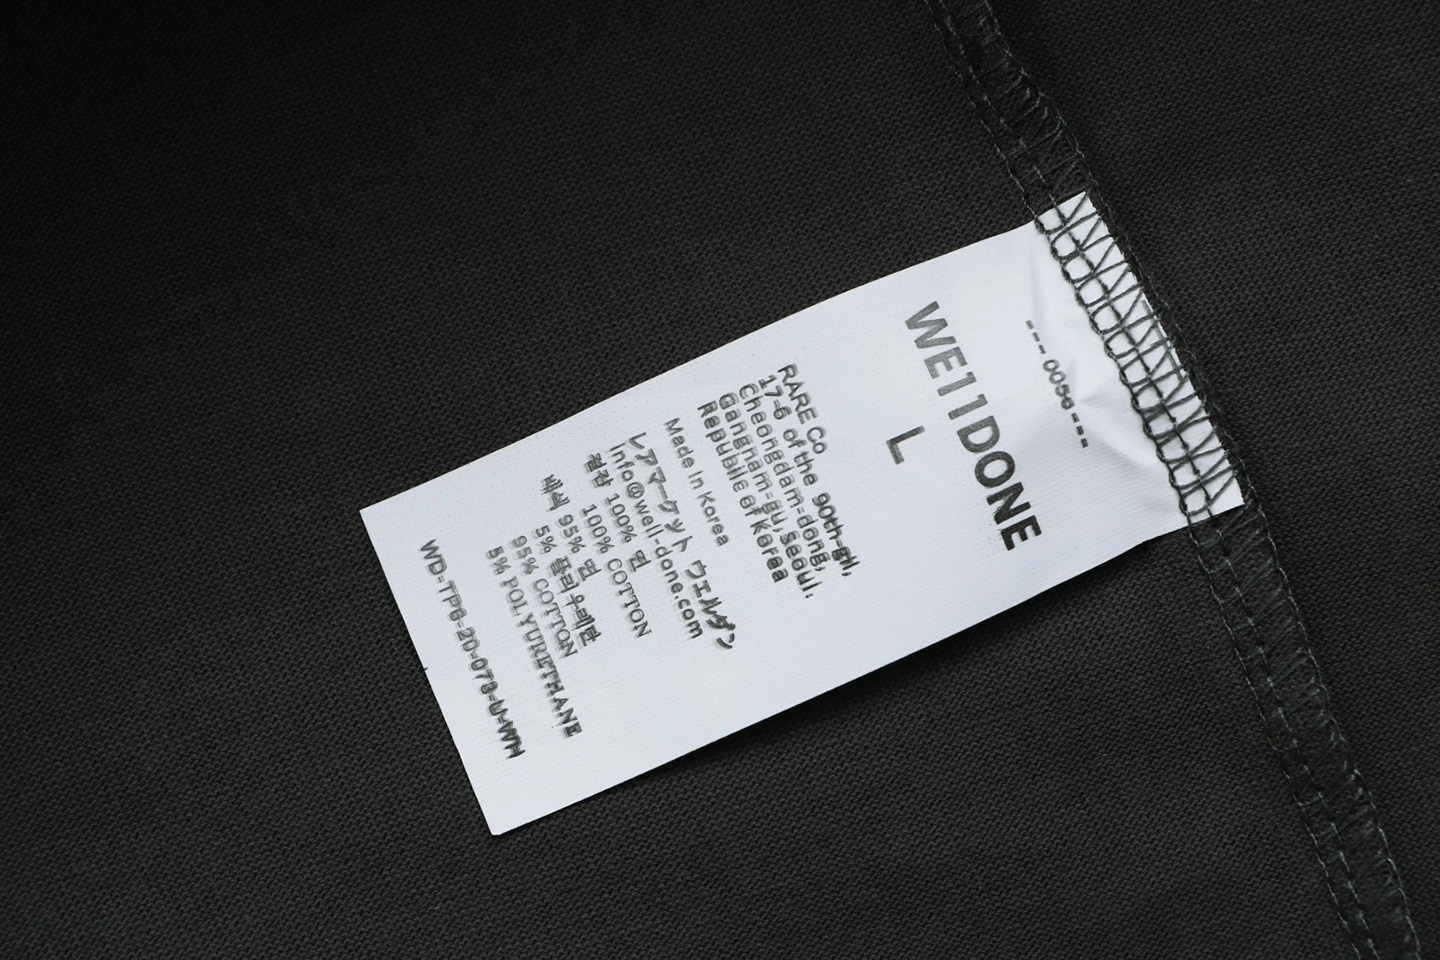 WE11DONE
L
RARE Co
17-6 of the 90th-gil,
Cheongdam-dong,
Gangnam-gu, Seoul.
Republic of Korea
Made in Korea
レアマーケット ウェルダン
info@well-done.com
겉감 100% 면
100% COTTON
배색 95% 면
5% 폴리우레탄
95% COTTON
5% POLYURETHANE